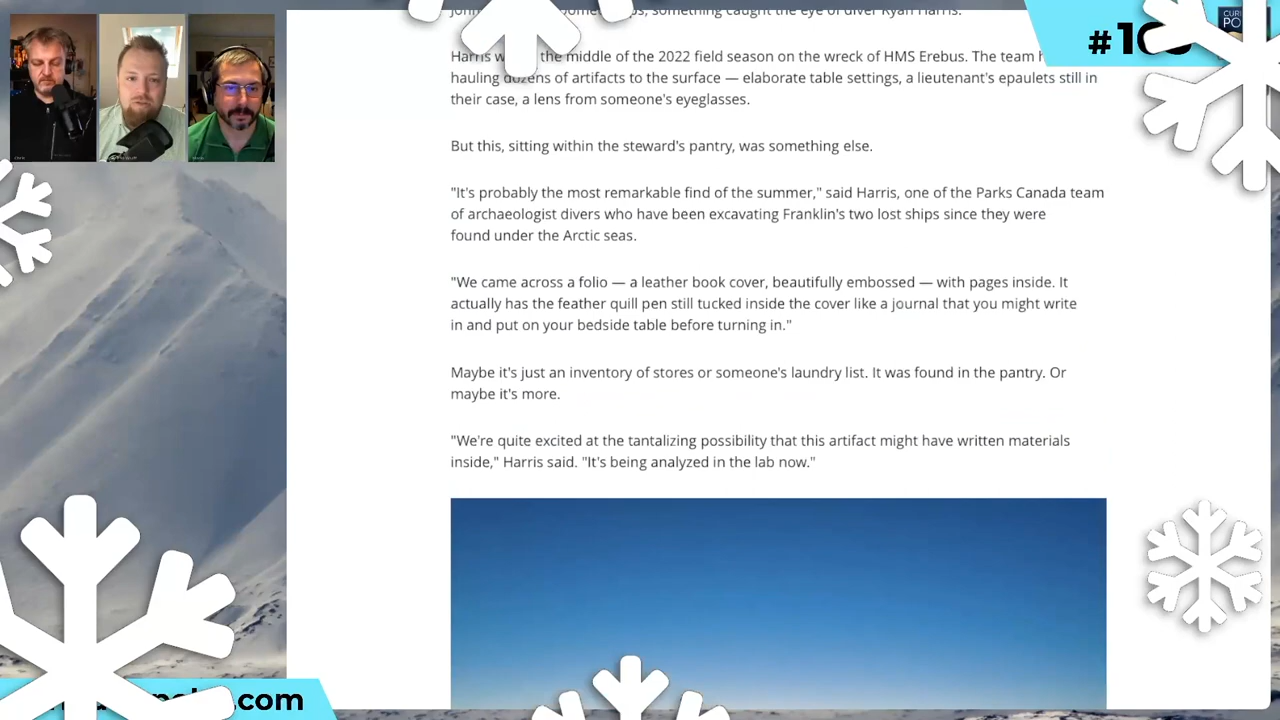 something caught the eye of diver Ryan Harris.
#10
Harris the middle of the 2022 field season on the wreck of HMS Erebus. The team
hauling dozens of artifacts to the surface — elaborate table settings, a lieutenant's epaulets still in
their case, a lens from someone's eyeglasses.
But this, sitting within the steward's pantry, was something else.
"It's probably the most remarkable find of the summer," said Harris, one of the Parks Canada team
of archaeologist divers who have been excavating Franklin's two lost ships since they were
found under the Arctic seas.
"We came across a folio — a leather book cover, beautifully embossed — with pages inside. It
actually has the feather quill pen still tucked inside the cover like a journal that you might write
in and put on your bedside table before turning in."
Maybe it's just an inventory of stores or someone's laundry list. It was found in the pantry. Or
maybe it's more.
"We're quite excited at the tantalizing possibility that this artifact might have written materials
inside," Harris said. "It's being analyzed in the lab now."
.com